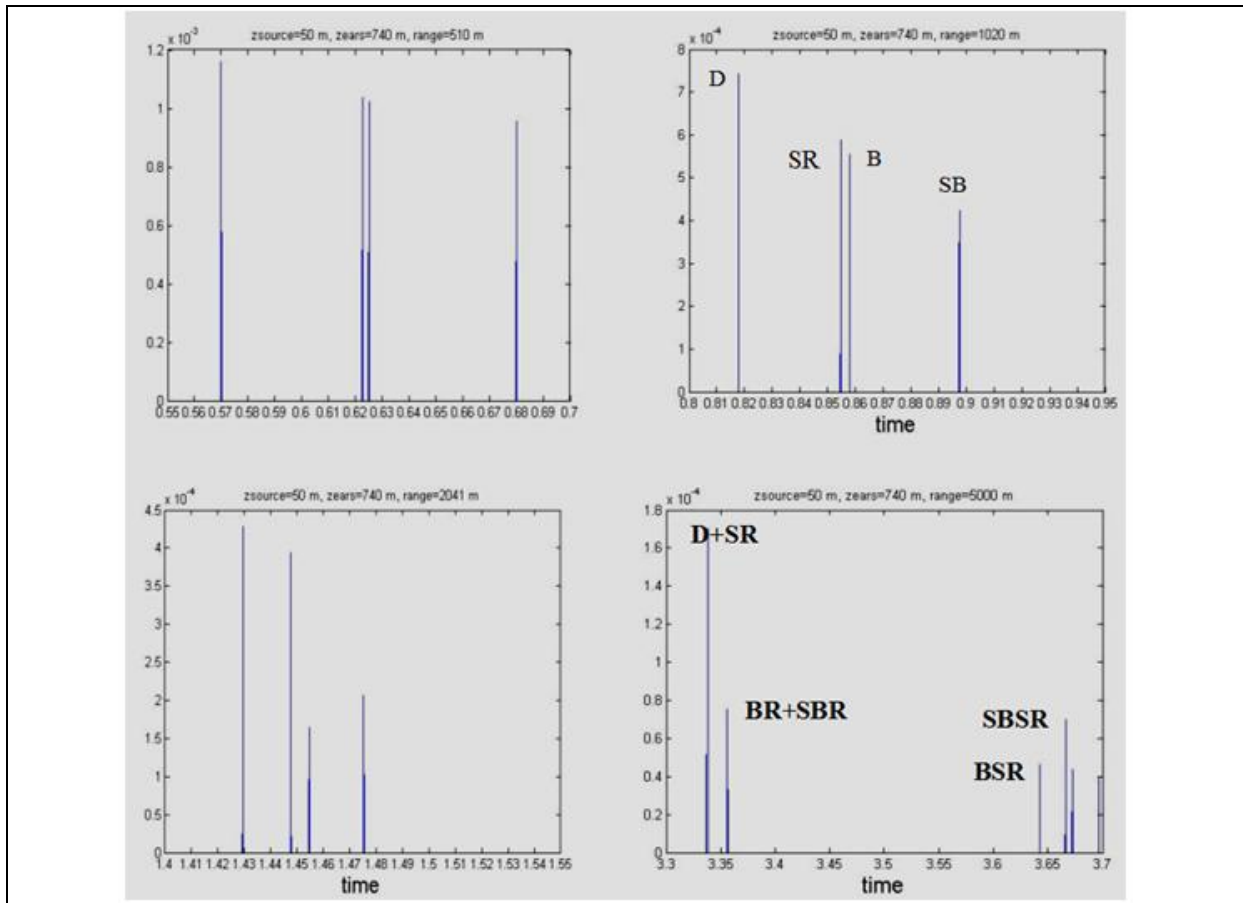 zsource=50 m, zears=740 m, range=510 m
x 10-3
1.2
1
0.8
0.6
0.4
0.2
0
0.55 0.56 0.57 0.58 0.59 0.6 0.61 0.62 0.63 0.64 0.65 0.66 0.67 0.68 0.69 0.7
zsource=50 m, zears=740 m, range=1020 m
x 10-4
8
7
6
5
4
3
2
1
0
D
SR
B
SB
0.8 0.81 0.82 0.83 0.84 0.85 0.86 0.87 0.88 0.89 0.9 0.91 0.92 0.93 0.94 0.95
time
zsource=50 m, zears=740 m, range=2041 m
x 10-4
4.5
4
3.5
3
2.5
2
1.5
1
0.5
0
1.4 1.41 1.42 1.43 1.44 1.45 1.46 1.47 1.48 1.49 1.5 1.51 1.52 1.53 1.54 1.55
time
zsource=50 m, zears=740 m, range=5000 m
x 10-4
1.8
1.6
1.4
1.2
1
0.8
0.6
0.4
0.2
0
D+SR
BR+SBR
SBSR
BSR
3.3 3.35 3.4 3.45 3.5 3.55 3.6 3.65 3.7
time